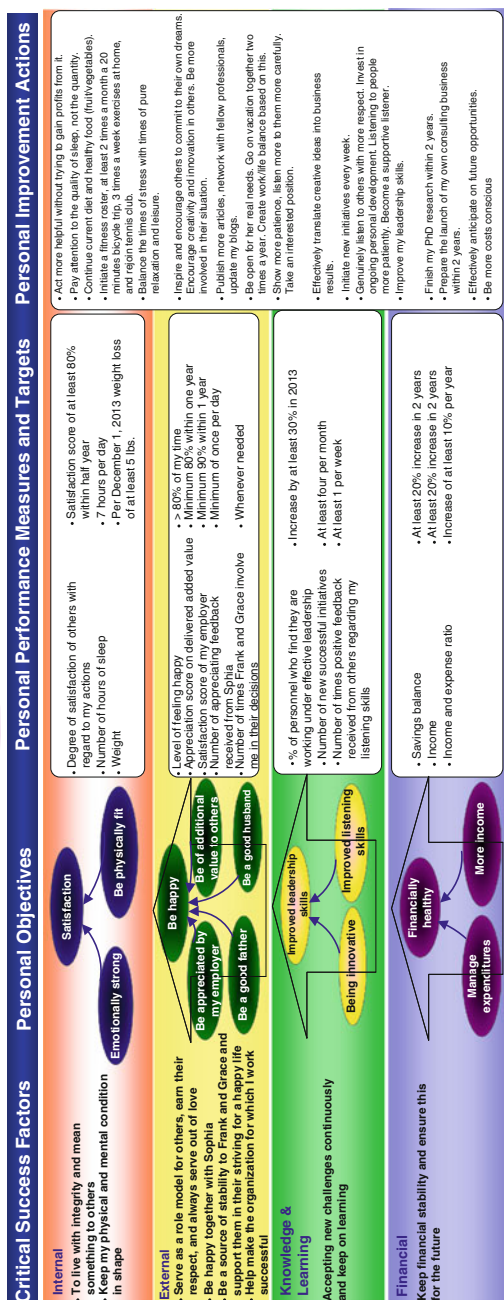 Critical Success Factors
Personal Objectives
Personal Performance Measures and Targets
Personal Improvement Actions
Internal
• To live with integrity and mean
something to others
• Keep my physical and mental condition
in shape
Satisfaction
Emotionally strong
Be physically fit
• Degree of satisfaction of others with
regard to my actions
• Number of hours of sleep
• Weight
• Satisfaction score of at least 80%
within half year
• 7 hours per day
• Per December 1, 2013 weight loss
of at least 5 lbs.
• Act more helpful without trying to gain profits from it.
• Pay attention to the quality of sleep, not the quantity.
• Continue current diet and healthy food (fruit/vegetables).
• Initiate a fitness roster. at least 2 times a month a 20
minutes bicycle trip, 3 times a week exercises at home,
and rejoin tennis club.
• Balance the times of stress with times of pure
relaxation and leisure.
External
• Serve as a role model for others, earn their
respect, and always serve out of love
• Be happy together with Sophia
• Be a source of stability to Frank and Grace and
support them in their striving for a happy life
• Help make the organization for which I work
successful
Be happy
Be appreciated by
my employer
Be of additional
value to others
Be a good father
Be a good husband
• Level of feeling happy
• Appreciation score on delivered added value
• Satisfaction score of my employer
• Number of appreciating feedback
received from Sphia
• Number of times Frank and Grace involve
me in their decisions
• > 80% of my time
• Minimum 80% within one year
• Minimum 90% within 1 year
• Minimum of once per day
• Whenever needed
• Inspire and encourage others to commit to their own dreams.
Encourage creativity and innovation in others. Be more
involved in their situation.
• Publish more articles, network with fellow professionals,
update my blogs.
• Be open for her real needs. Go on vacation together two
times a year. Create work/life balance based on this.
• Show more patience, listen more to them more carefully.
Take an interested position.
Knowledge &
Learning
Accepting new challenges continuously
and keep on learning
Improved leadership
skills
Being innovative
Improved listening
skills
• % of personnel who find they are
working under effective leadership
• Number of new successful initiatives
• Number of times positive feedback
received from others regarding my
listening skills
• Increase by at least 30% in 2013
• At least four per month
• At least 1 per week
• Effectively translate creative ideas into business
results.
• Initiate new initiatives every week.
• Genuinely listen to others with more respect. Invest in
ongoing personal development. Listening to people
more patiently. Become a supportive listener.
• Improve my leadership skills.
Financial
Keep financial stability and ensure this
for the future
Financially
healthy
Manage
expenditures
More income
• Savings balance
• Income
• Income and expense ratio
• At least 20% increase in 2 years
• At least 20% increase in 2 years
• Increase of at least 10% per year
• Finish my PhD research within 2 years.
• Prepare the launch of my own consulting business
within 2 years.
• Effectively anticipate on future opportunities.
• Be more costs conscious